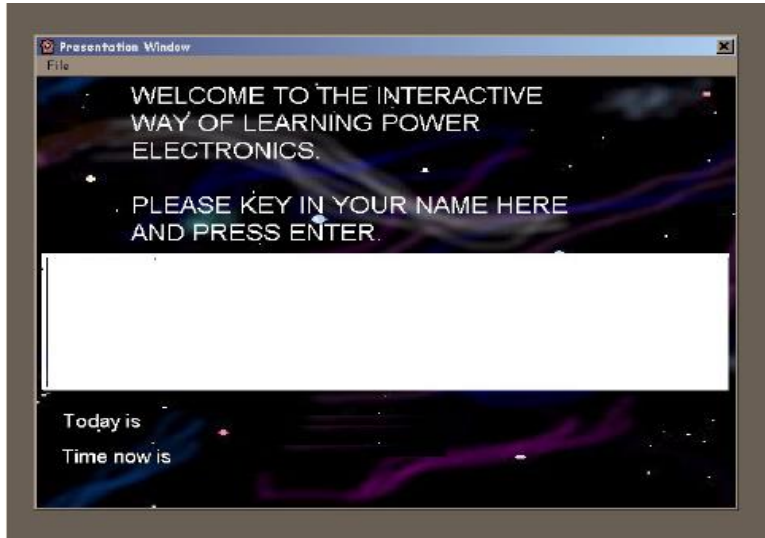 Presentation Window
File
WELCOME TO THE INTERACTIVE
WAY OF LEARNING POWER
ELECTRONICS.
PLEASE KEY IN YOUR NAME HERE
AND PRESS ENTER.
Today is
Time now is